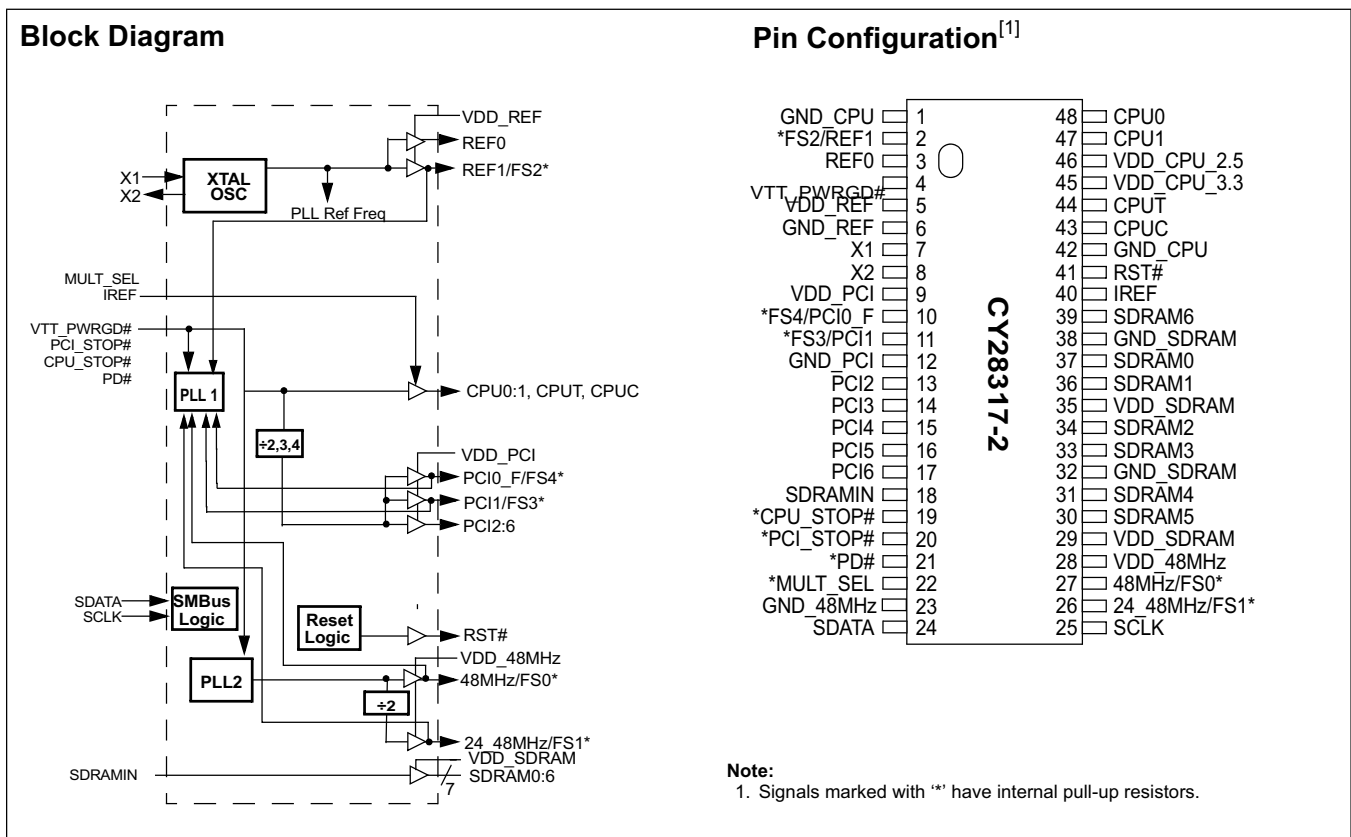 Block Diagram
VDD_REF
REF0
REF1/FS2*
X1
X2
XTAL
OSC
PLL Ref Freq
MULT_SEL
IREF
VTT_PWRGD#
PCI_STOP#
CPU_STOP#
PD#
PLL 1
CPU0:1, CPUT, CPUC
÷2,3,4
VDD_PCI
PCI0_F/FS4*
PCI1/FS3*
PCI2:6
SDATA
SCLK
SMBus
Logic
Reset
Logic
RST#
VDD_48MHz
48MHz/FS0*
PLL2
÷2
24_48MHz/FS1*
VDD_SDRAM
SDRAMIN
SDRAM0:6
7
Pin Configuration[1]
GND_CPU 1 48 CPU0
*FS2/REF1 2 47 CPU1
REF0 3 46 VDD_CPU_2.5
VTT_PWRGD# 4 45 VDD_CPU_3.3
VDD_REF 5 44 CPUT
GND_REF 6 43 CPUC
X1 7 42 GND_CPU
X2 8 41 RST#
VDD_PCI 9 40 IREF
*FS4/PCI0_F 10 39 SDRAM6
*FS3/PCI1 11 38 GND_SDRAM
GND_PCI 12 37 SDRAM0
PCI2 13 36 SDRAM1
PCI3 14 35 VDD_SDRAM
PCI4 15 34 SDRAM2
PCI5 16 33 SDRAM3
PCI6 17 32 GND_SDRAM
SDRAMIN 18 31 SDRAM4
*CPU_STOP# 19 30 SDRAM5
*PCI_STOP# 20 29 VDD_SDRAM
*PD# 21 28 VDD_48MHz
*MULT_SEL 22 27 48MHz/FS0*
GND_48MHz 23 26 24_48MHz/FS1*
SDATA 24 25 SCLK
CY28317-2
Note:
1. Signals marked with ‘*’ have internal pull-up resistors.